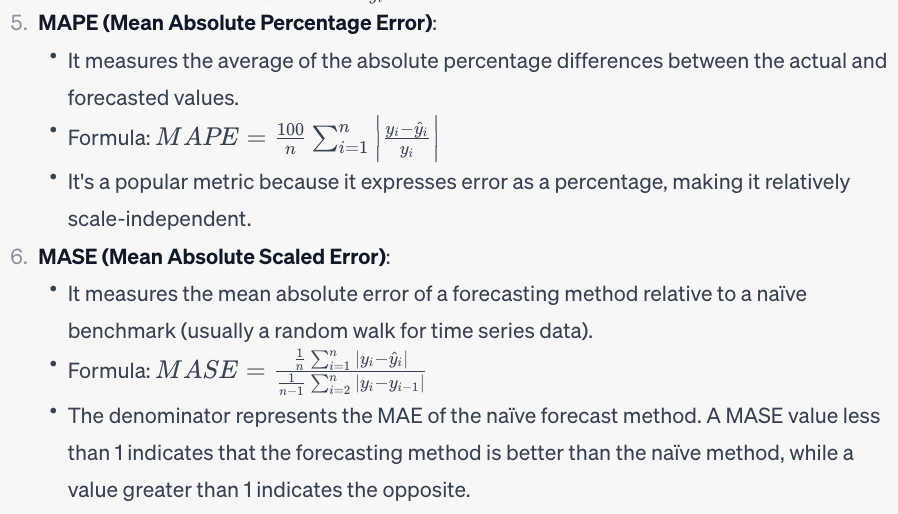 5. MAPE (Mean Absolute Percentage Error):
• It measures the average of the absolute percentage differences between the actual and
forecasted values.
• Formula: $MAPE = \frac{100}{n} \sum_{i=1}^{n} \left| \frac{y_i - \hat{y}_i}{y_i} \right|$
• It's a popular metric because it expresses error as a percentage, making it relatively
scale-independent.
6. MASE (Mean Absolute Scaled Error):
• It measures the mean absolute error of a forecasting method relative to a naïve
benchmark (usually a random walk for time series data).
• Formula: $MASE = \frac{\frac{1}{n} \sum_{i=1}^{n} |y_i - \hat{y}_i|}{\frac{1}{n-1} \sum_{i=2}^{n} |y_i - y_{i-1}|}$
• The denominator represents the MAE of the naïve forecast method. A MASE value less
than 1 indicates that the forecasting method is better than the naïve method, while a
value greater than 1 indicates the opposite.